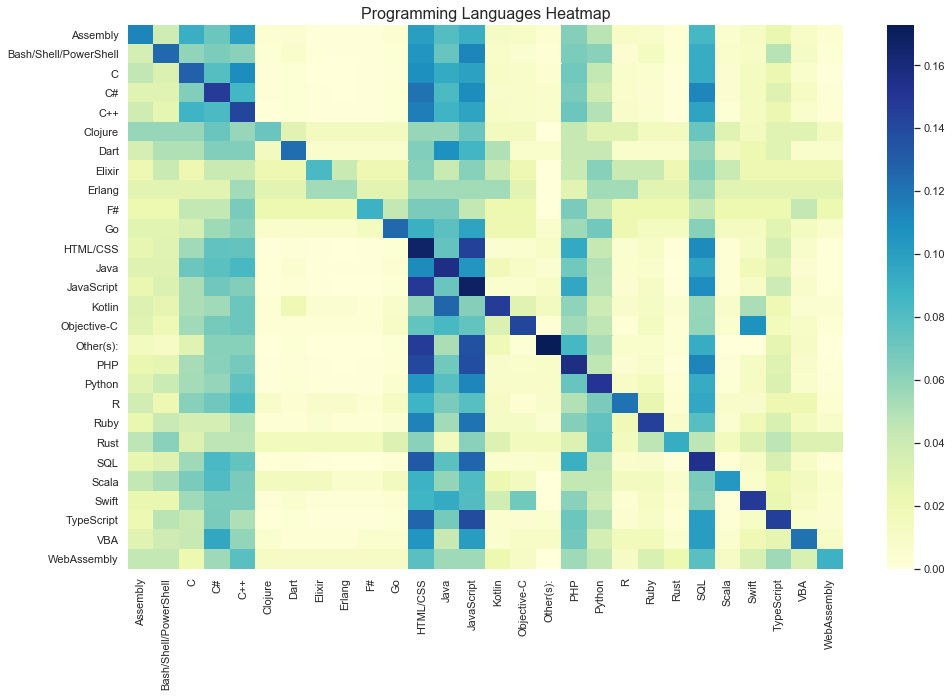 Programming Languages Heatmap
Assembly
Bash/Shell/PowerShell
C
C#
C++
Clojure
Dart
Elixir
Erlang
F#
Go
HTML/CSS
Java
JavaScript
Kotlin
Objective-C
Other(s):
PHP
Python
R
Ruby
Rust
SQL
Scala
Swift
TypeScript
VBA
WebAssembly
Assembly
Bash/Shell/PowerShell
C
C#
C++
Clojure
Dart
Elixir
Erlang
F#
Go
HTML/CSS
Java
JavaScript
Kotlin
Objective-C
Other(s):
PHP
Python
R
Ruby
Rust
SQL
Scala
Swift
TypeScript
VBA
WebAssembly
0.16
0.14
0.12
0.10
0.08
0.06
0.04
0.02
0.00